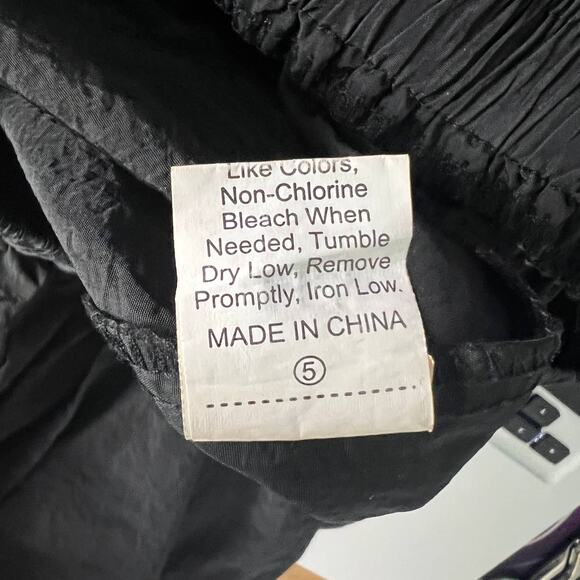 Like Colors,
Non-Chlorine
Bleach When
Needed, Tumble
Dry Low, Remove
Promptly, Iron Low.
MADE IN CHINA
5